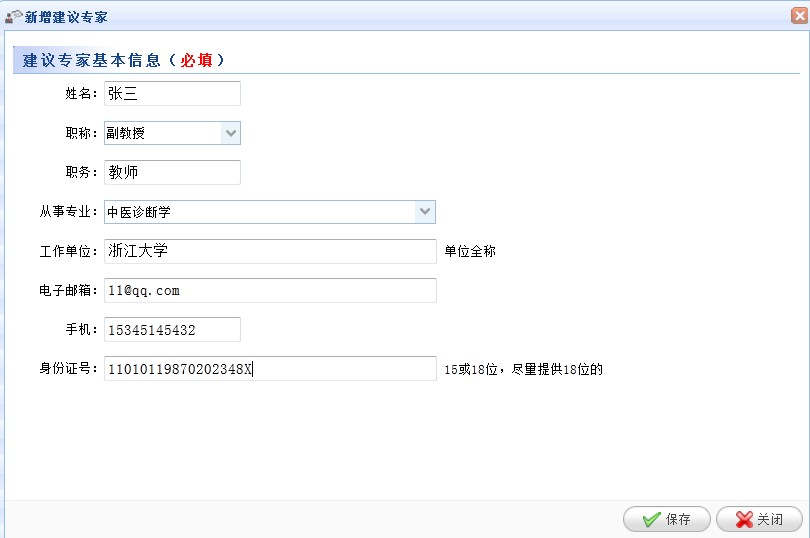 新增建议专家
建议专家基本信息（必填）
姓名： 张三
职称： 副教授
职务： 教师
从事专业： 中医诊断学
工作单位： 浙江大学 单位全称
电子邮箱： 11@qq.com
手机： 15345145432
身份证号： 11010119870202348X 15或18位，尽量提供18位的
保存 关闭